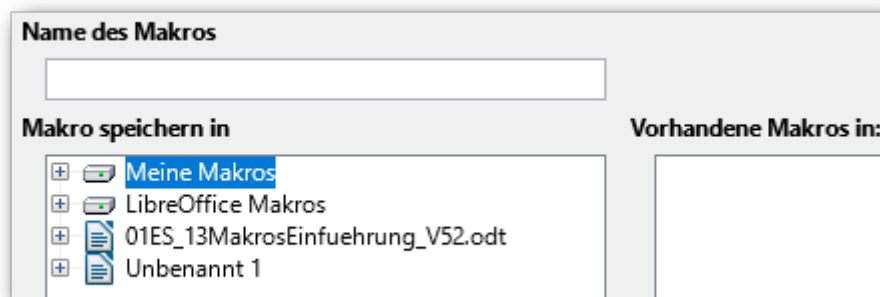 Name des Makros
Makro speichern in
Vorhandene Makros in:
Meine Makros
LibreOffice Makros
01ES_13MakrosEinfuehrung_V52.odt
Unbenannt 1